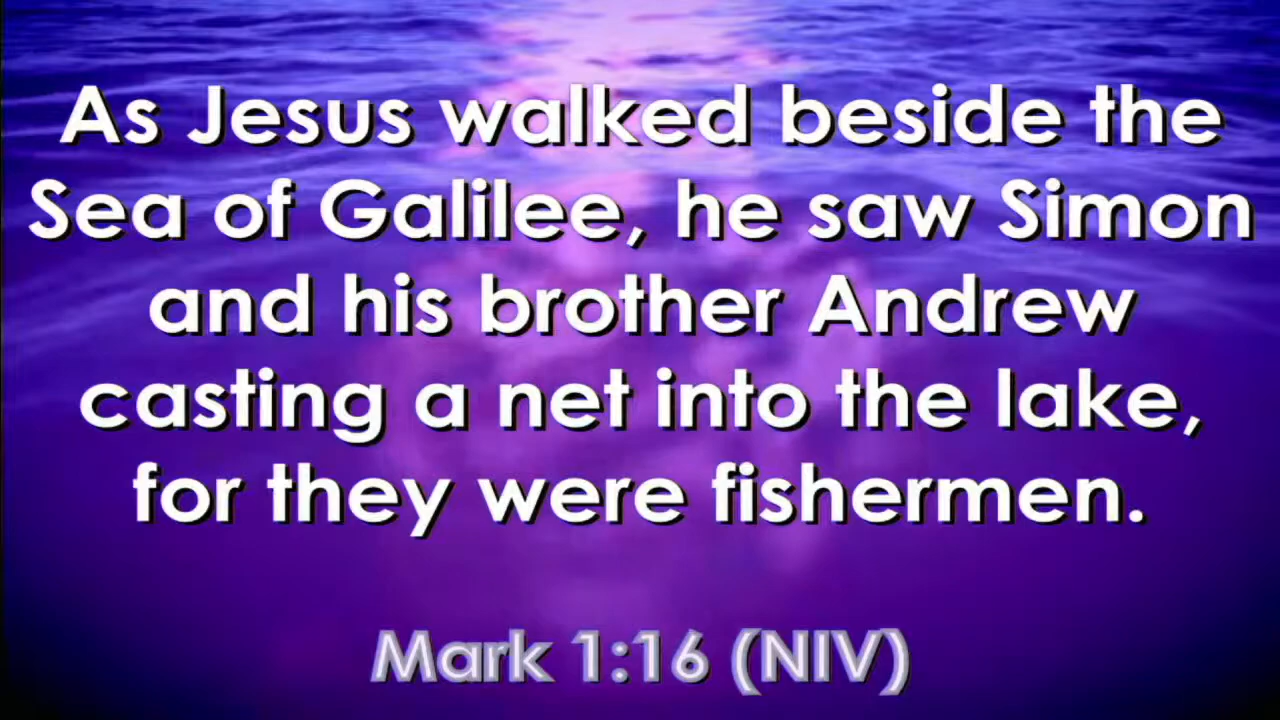 As Jesus walked beside the
Sea of Galilee, he saw Simon
and his brother Andrew
casting a net into the lake,
for they were fishermen.
Mark 1:16 (NIV)